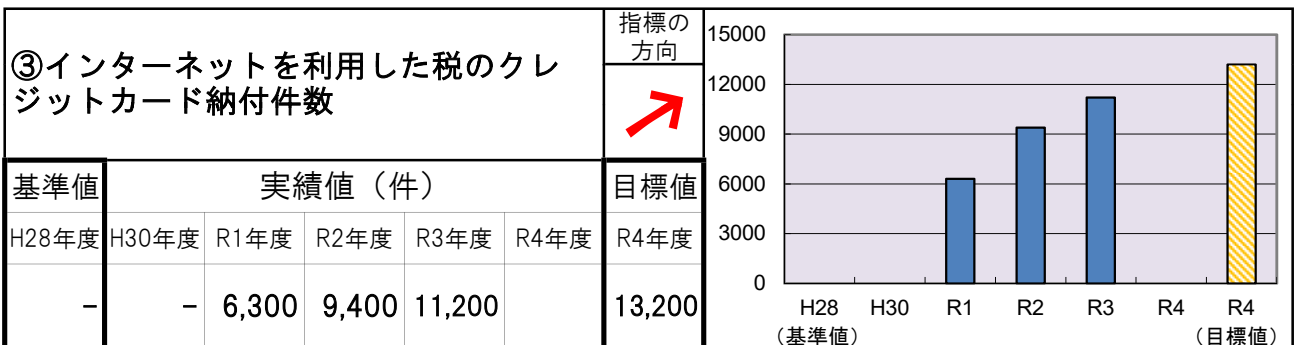 ③インターネットを利用した税のクレ
ジットカード納付件数
指標の
方向
基準値 実績値（件） 目標値
H28年度 H30年度 R1年度 R2年度 R3年度 R4年度 R4年度
－ － 6,300 9,400 11,200 13,200
15000
12000
9000
6000
3000
0
H28 H30 R1 R2 R3 R4 R4
（基準値） （目標値）